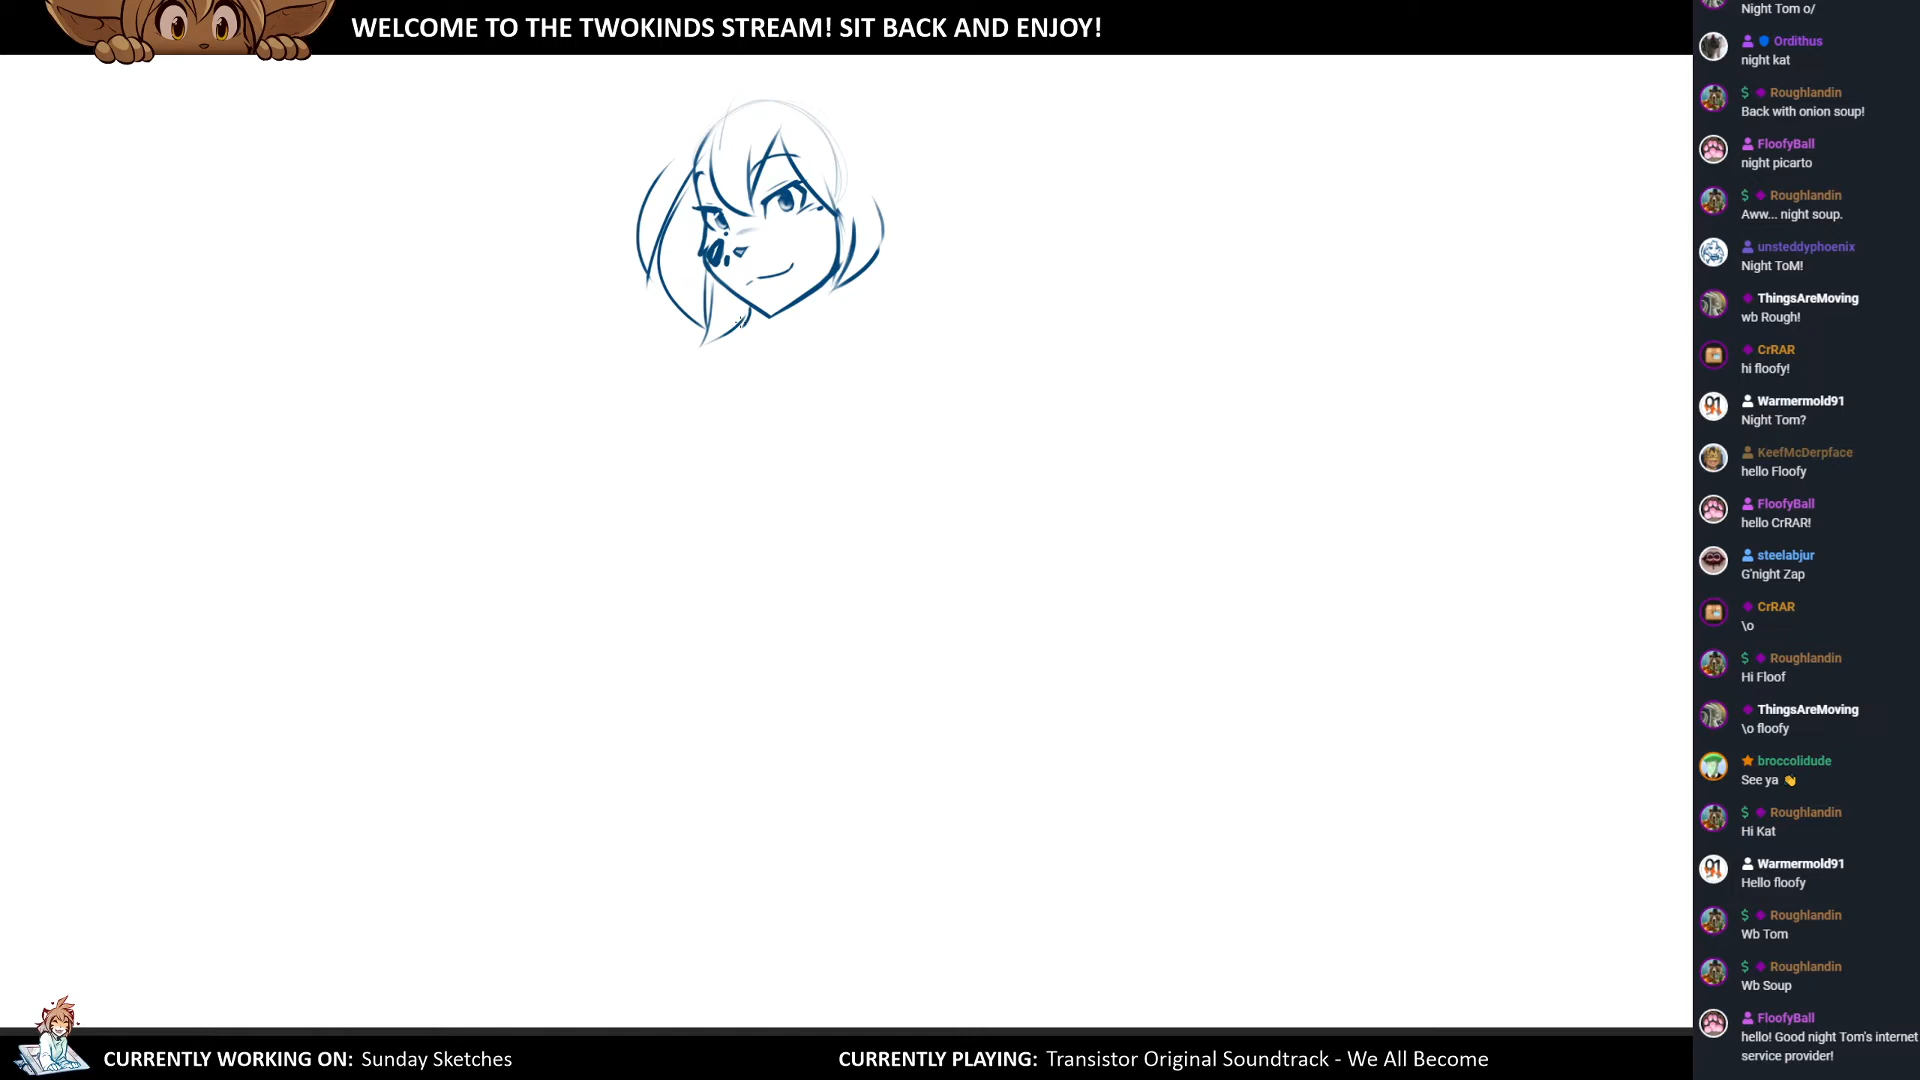 WELCOME TO THE TWOKINDS STREAM! SIT BACK AND ENJOY!
Night Tom o/
Ordithus
night kat
$ Roughlandin
Back with onion soup!
FloofyBall
night picarto
$ Roughlandin
Aww... night soup.
unsteddyphoenix
Night ToM!
ThingsAreMoving
wb Rough!
CrRAR
hi floofy!
Warmermold91
Night Tom?
KeefMcDerpface
hello Floofy
FloofyBall
hello CrRAR!
steelabjur
G'night Zap
CrRAR
\o
$ Roughlandin
Hi Floof
ThingsAreMoving
\o floofy
broccolidude
See ya 👋
$ Roughlandin
Hi Kat
Warmermold91
Hello floofy
$ Roughlandin
Wb Tom
$ Roughlandin
Wb Soup
FloofyBall
hello! Good night Tom's internet
service provider!
CURRENTLY WORKING ON: Sunday Sketches
CURRENTLY PLAYING: Transistor Original Soundtrack - We All Become